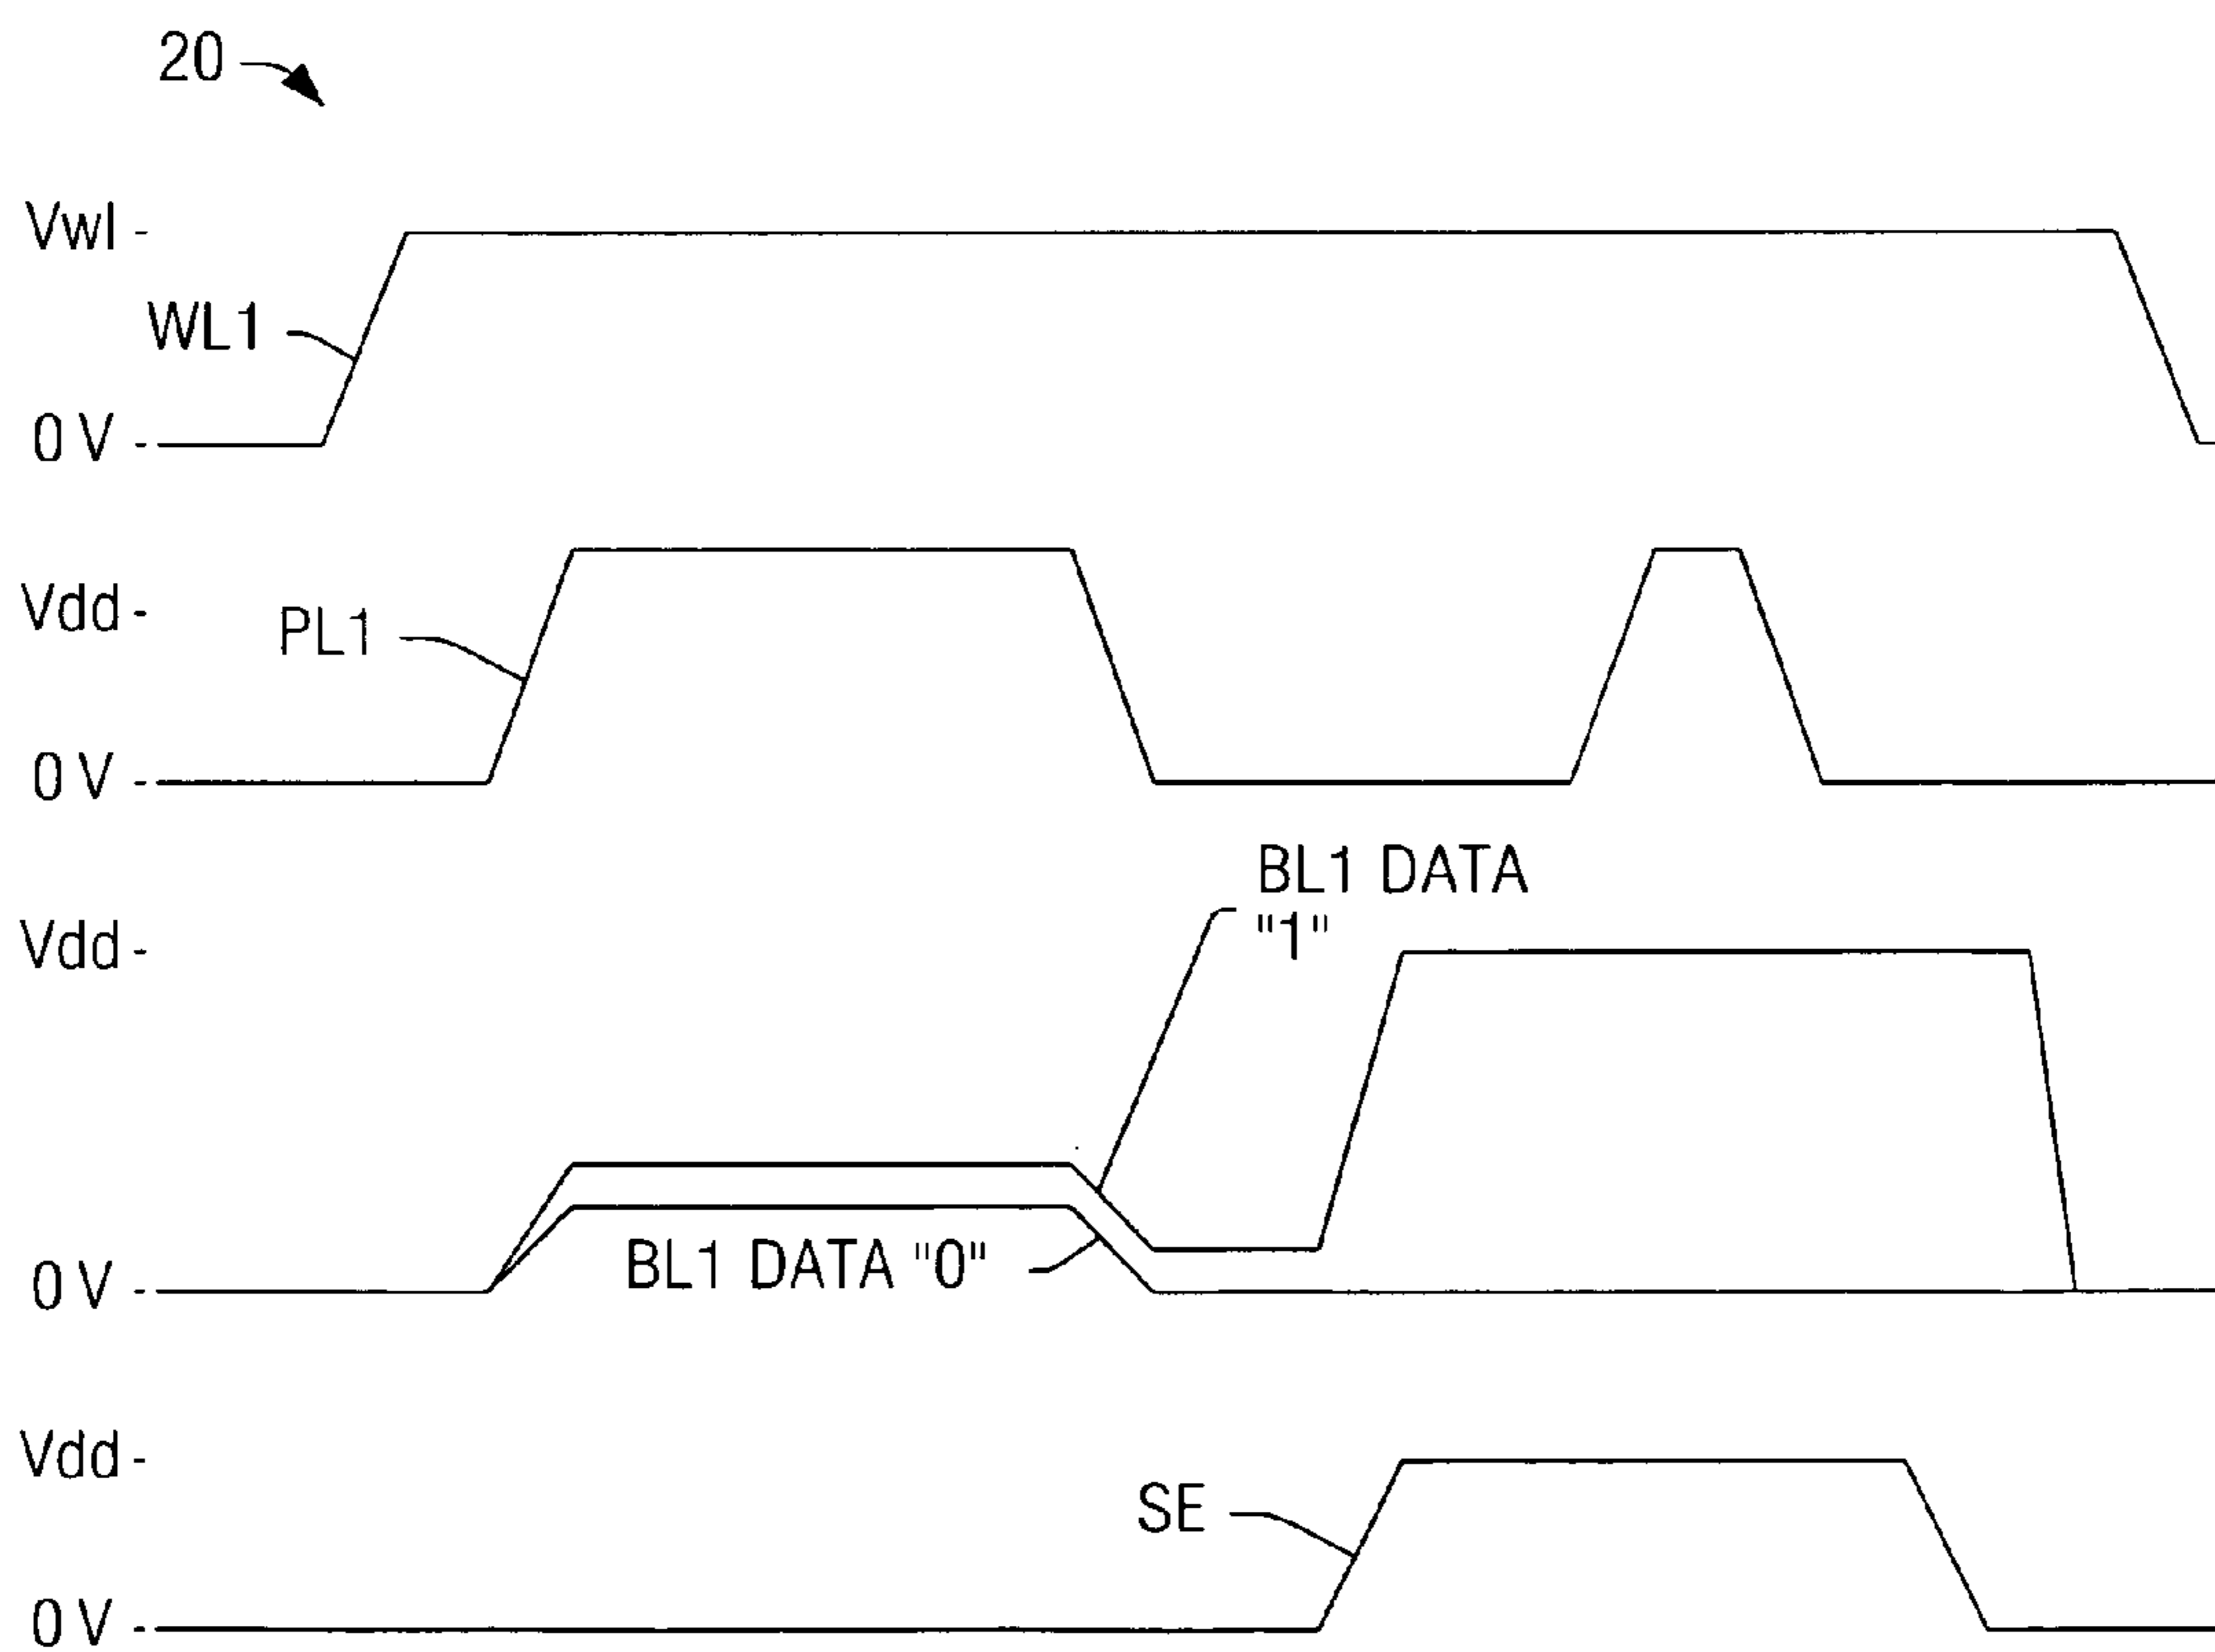 20
Vwl -
WL1
0 V -
Vdd -
PL1
0 V -
BL1 DATA
"1"
Vdd -
BL1 DATA "0"
0 V -
Vdd -
SE
0 V -